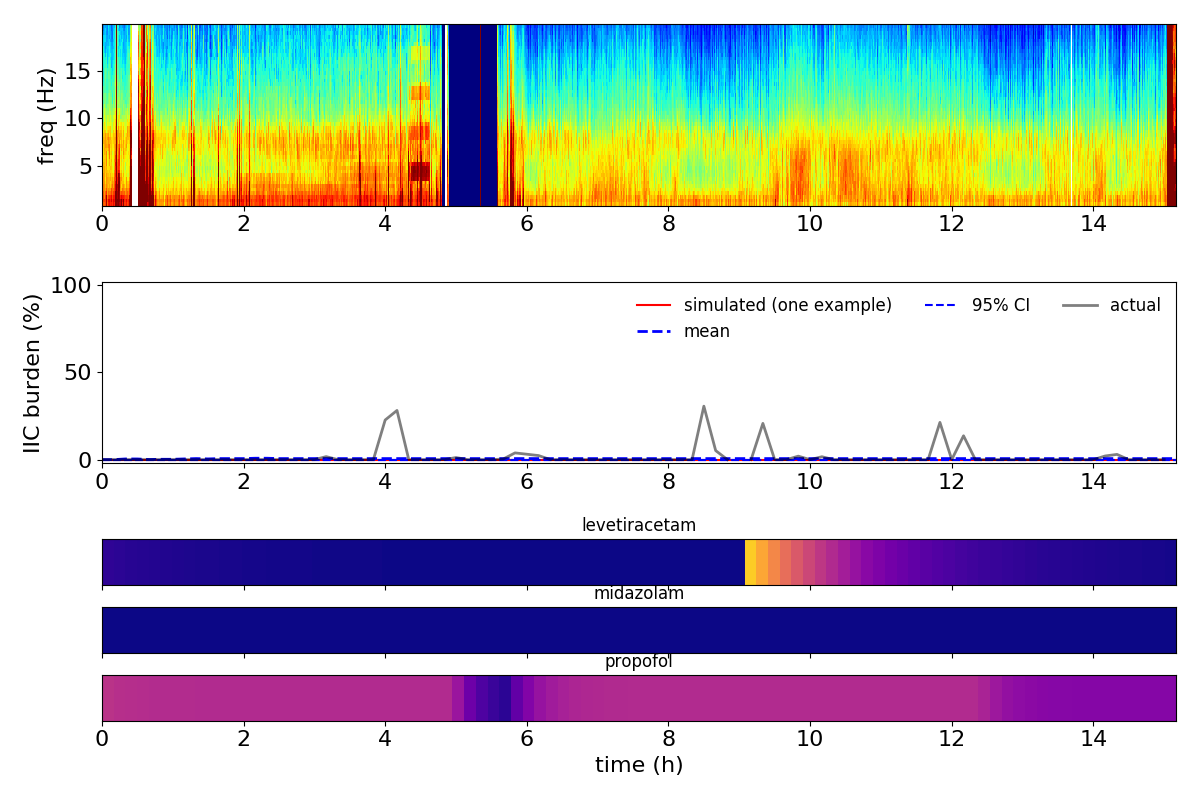 freq (Hz)
15
10
5
0 2 4 6 8 10 12 14
IIC burden (%)
100
50
0
simulated (one example) 95% CI actual
mean
0 2 4 6 8 10 12 14
levetiracetam
midazolam
propofol
0 2 4 6 8 10 12 14
time (h)